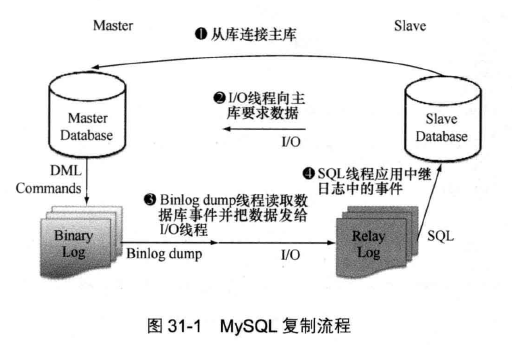 Master
Slave
❶ 从库连接主库
Master
Database
❷ I/O线程向主
库要求数据
I/O
Slave
Database
DML
Commands
❸ Binlog dump线程读取数
据库事件并把数据发给
I/O线程
❹ SQL线程应用中继
日志中的事件
Binary
Log
Binlog dump
I/O
Relay
Log
SQL
图 31-1 MySQL 复制流程